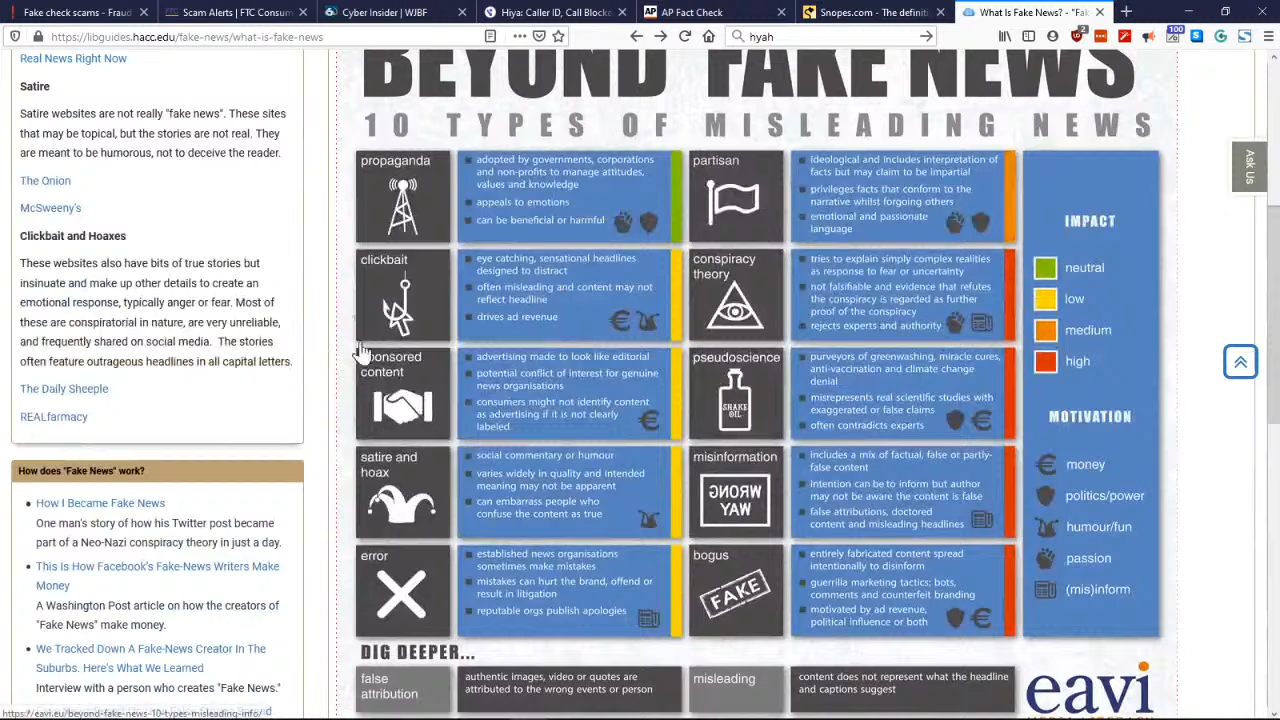 Fake check scams - Fraud
Scam Alerts | FTC Consum
Cyber Insider | WJBF
Hiya: Caller ID, Call Blocke
AP Fact Check
Snopes.com - The definiti
What Is Fake News? - "Fak
https://libguides.hacc.edu/fake-news/what-is-fake-news
hyah
2
100
Real News Right Now
Satire
Satire websites are not really "fake news". These sites
that may be topical, but the stories are not real. They
are meant to be humorous, not to deceive the reader.
The Onion
McSweeny's
Clickbait and Hoaxes
These websites also have bits of true stories but
insinuate and make up other details to create an
emotional response, typically anger or fear. Many of
these are conspiratorial in nature, are very unreliable,
and frequently shared on social media. The stories
often feature outrageous headlines in all capital letters.
The Daily Sheeple
REALfarmacy
How does "Fake News" work?
How I Became Fake News
One man's story of how his Twitter post became
part of a Neo-Nazi conspiracy theory in just a day.
This Is How Facebook's Fake-News Writers Make
Money
A Washington Post article on how the creators of
"Fake News" make money.
We Tracked Down A Fake-News Creator In The
Suburbs. Here's What We Learned
Interview with a person who creates "Fake News."
https://eavi.eu/beyond-fake-news-10-types-misleading-info/
BEYOND FAKE NEWS
10 TYPES OF MISLEADING NEWS
propaganda
adopted by governments, corporations
and non-profits to manage attitudes,
values and knowledge
appeals to emotions
can be beneficial or harmful
clickbait
eye catching, sensational headlines
designed to distract
often misleading and content may not
reflect headline
drives ad revenue
sponsored
content
advertising made to look like editorial
potential conflict of interest for genuine
news organisations
consumers might not identify content
as advertising if it is not clearly
labeled
satire and
hoax
social commentary or humour
varies widely in quality and intended
meaning may not be apparent
can embarrass people who
confuse the content as true
error
established news organisations
sometimes make mistakes
mistakes can hurt the brand, offend or
result in litigation
reputable orgs publish apologies
partisan
ideological and includes interpretation of
facts but may claim to be impartial
privileges facts that conform to the
narrative whilst forgoing others
emotional and passionate
language
conspiracy
theory
tries to explain simply complex realities
as response to fear or uncertainty
not falsifiable and evidence that refutes
the conspiracy is regarded as further
proof of the conspiracy
rejects experts and authority
pseudoscience
SNAKE
OIL
purveyors of greenwashing, miracle cures,
anti-vaccination and climate change
denial
misrepresents real scientific studies with
exaggerated or false claims
often contradicts experts
misinformation
WRONG
WAY
includes a mix of factual, false or partly-
false content
intention can be to inform but author
may not be aware the content is false
false attributions, doctored
content and misleading headlines
bogus
FAKE
entirely fabricated content spread
intentionally to disinform
guerrilla marketing tactics; bots,
comments and counterfeit branding
motivated by ad revenue,
political influence or both
IMPACT
neutral
low
medium
high
MOTIVATION
money
politics/power
humour/fun
passion
(mis)inform
DIG DEEPER...
false
attribution
authentic images, video or quotes are
attributed to the wrong events or person
misleading
content does not represent what the headline
and captions suggest
eavi
Ask Us